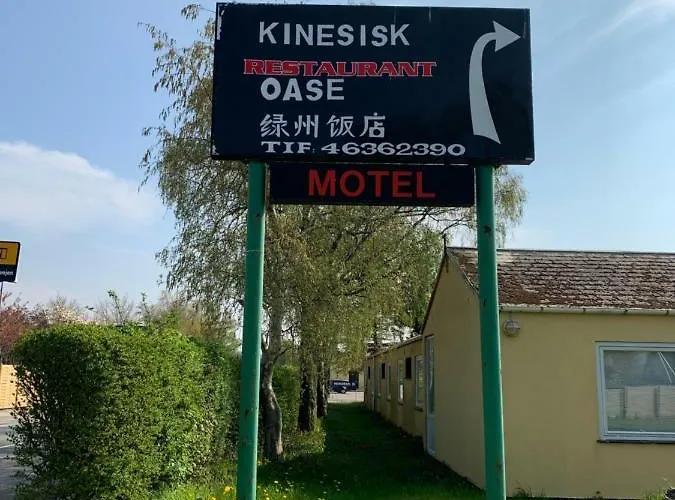 KINESISK
RESTAURANT
OASE
绿州饭店
TIF: 46362390
MOTEL